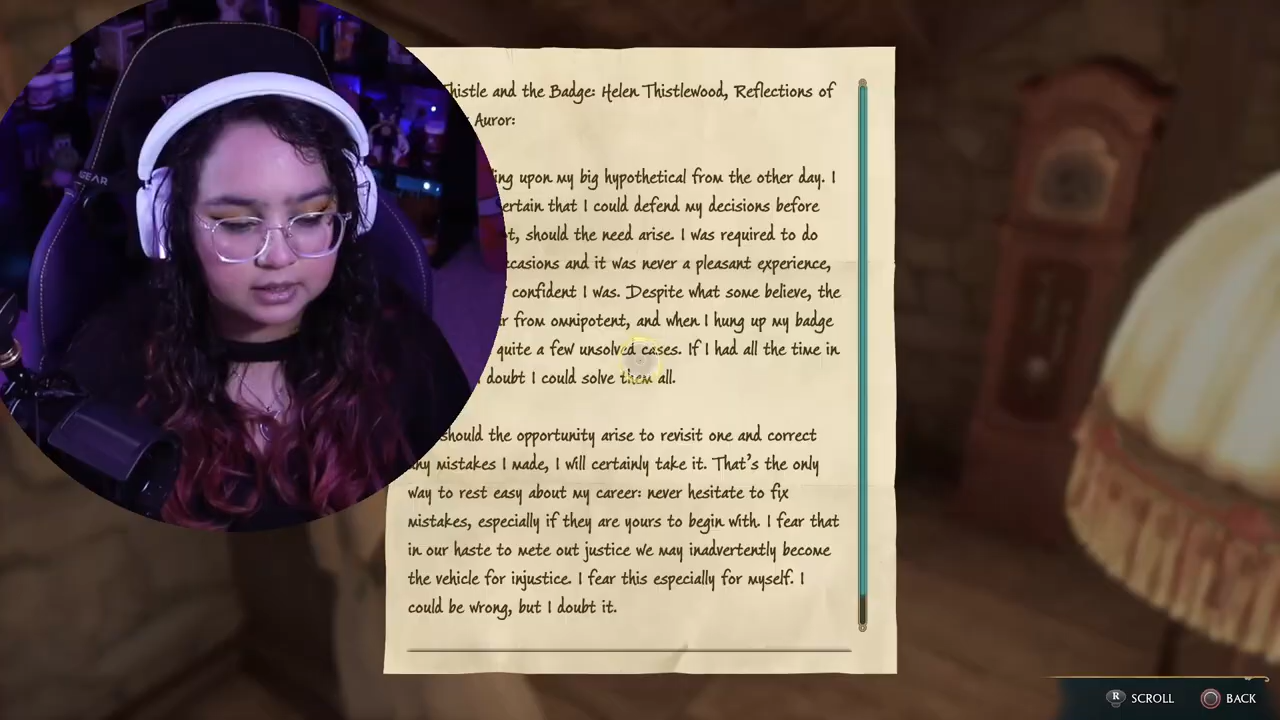 Thistle and the Badge: Helen Thistlewood, Reflections of
Auror:
upon my big hypothetical from the other day. I
that I could defend my decisions before
should the need arise. I was required to do
and it was never a pleasant experience,
confident I was. Despite what some believe, the
from omnipotent, and when I hung up my badge
quite a few unsolved cases. If I had all the time in
doubt I could solve them all.
should the opportunity arise to revisit one and correct
any mistakes I made, I will certainly take it. That's the only
way to rest easy about my career: never hesitate to fix
mistakes, especially if they are yours to begin with. I fear that
in our haste to mete out justice we may inadvertently become
the vehicle for injustice. I fear this especially for myself. I
could be wrong, but I doubt it.
R SCROLL
BACK